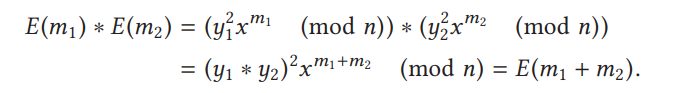 E(m₁) ∗ E(m₂) = (y₁²x^{m₁} (mod n)) ∗ (y₂²x^{m₂} (mod n))
= (y₁ ∗ y₂)²x^{m₁+m₂} (mod n) = E(m₁ + m₂).